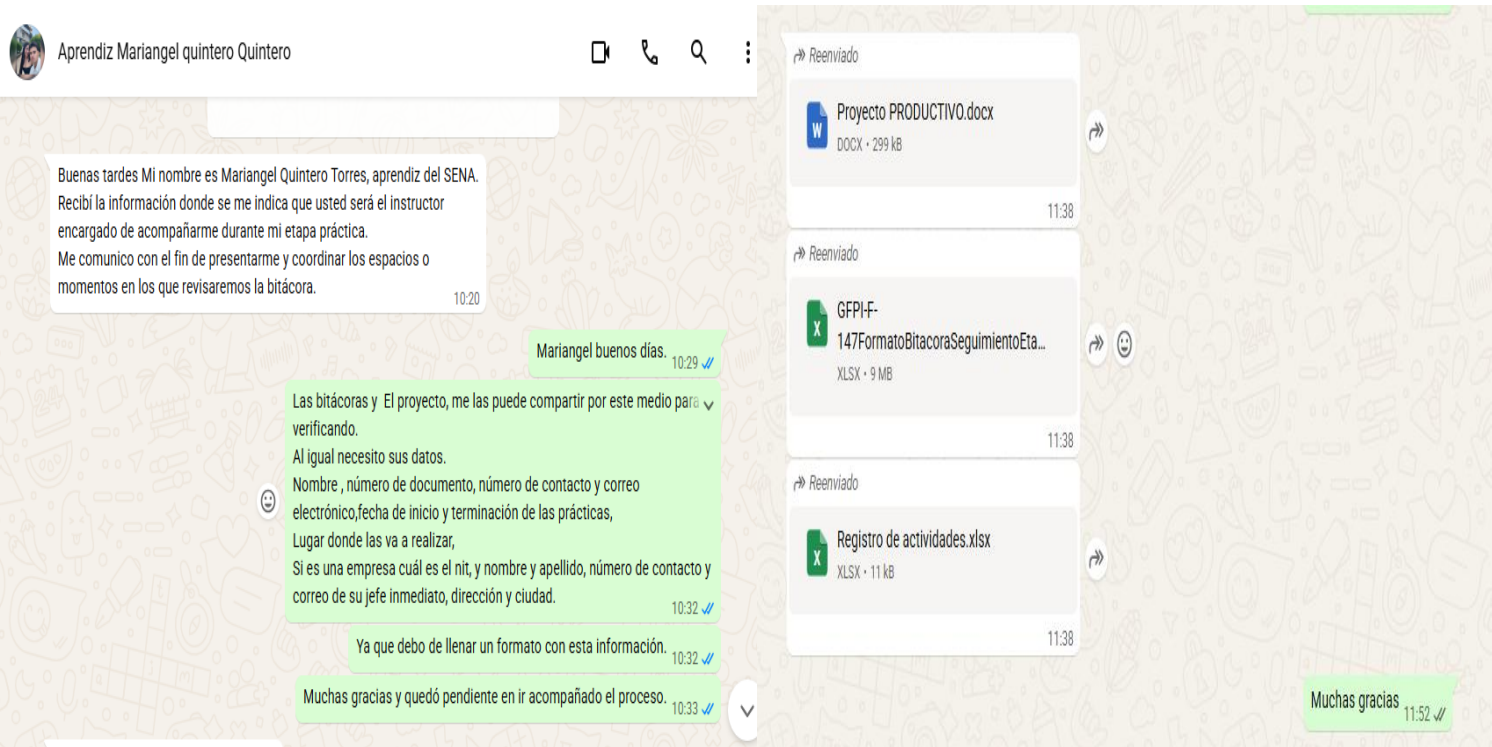 Aprendiz Mariangel quintero Quintero
Buenas tardes Mi nombre es Mariangel Quintero Torres, aprendiz del SENA.
Recibí la información donde se me indica que usted será el instructor
encargado de acompañarme durante mi etapa práctica.
Me comunico con el fin de presentarme y coordinar los espacios o
momentos en los que revisaremos la bitácora.
10:20
Mariangel buenos días. 10:29
Las bitácoras y El proyecto, me las puede compartir por este medio para
verificando.
Al igual necesito sus datos.
Nombre , número de documento, número de contacto y correo
electrónico,fecha de inicio y terminación de las prácticas,
Lugar donde las va a realizar,
Si es una empresa cuál es el nit, y nombre y apellido, número de contacto y
correo de su jefe inmediato, dirección y ciudad.
10:32
Ya que debo de llenar un formato con esta información. 10:32
Muchas gracias y quedó pendiente en ir acompañado el proceso. 10:33
Reenviado
W
Proyecto PRODUCTIVO.docx
DOCX • 299 kB
11:38
Reenviado
X
GFPI-F-
147FormatoBitacoraSeguimientoEta...
XLSX • 9 MB
11:38
Reenviado
X
Registro de actividades.xlsx
XLSX • 11 kB
11:38
Muchas gracias 11:52